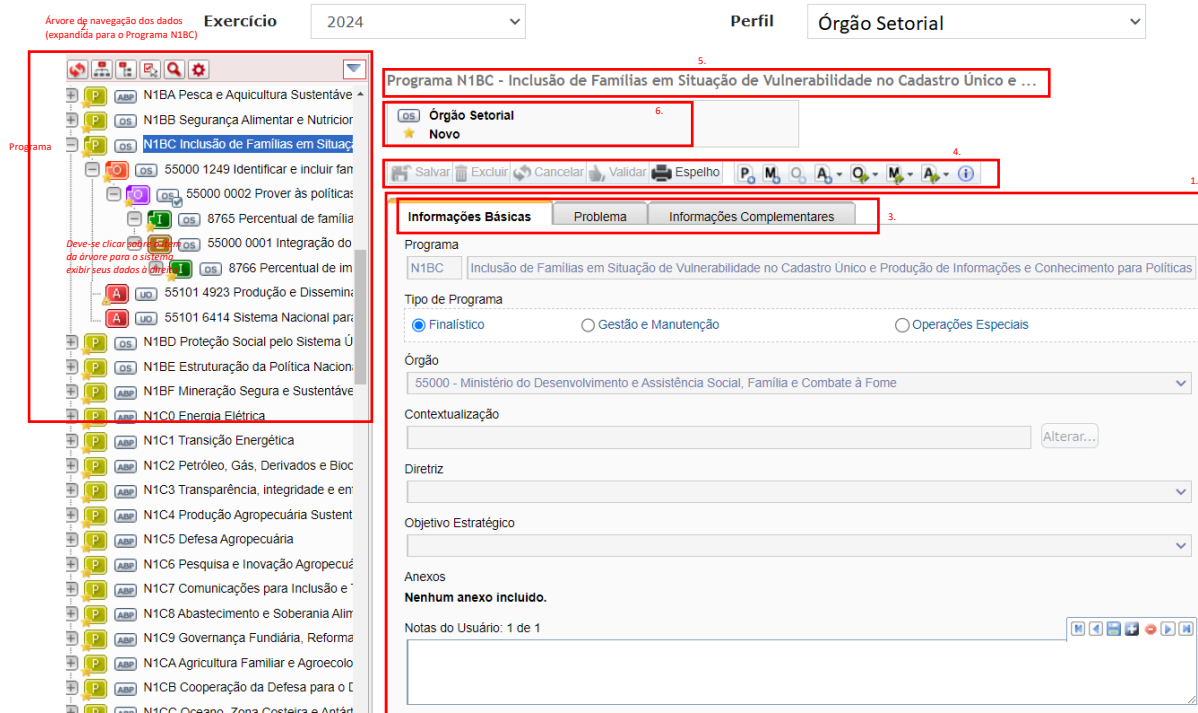 Árvore de navegação dos dados
2.
(expandida para o Programa N1BC)
Exercício
2024
Perfil
Órgão Setorial
Programa
P ABP N1BA Pesca e Aquicultura Sustentáve
P OS N1BB Segurança Alimentar e Nutricior
P OS N1BC Inclusão de Famílias em Situaç
O OS 55000 1249 Identificar e incluir fam
O OS 55000 0002 Prover às políticas
I OS 8765 Percentual de família
Deve-se clicar sobre o item
da árvore para o sistema
exibir seus dados à direita
OS 55000 0001 Integração do
I OS 8766 Percentual de im
A UO 55101 4923 Produção e Dissemina
A UO 55101 6414 Sistema Nacional para
P OS N1BD Proteção Social pelo Sistema Ú
P OS N1BE Estruturação da Política Naciona
P ABP N1BF Mineração Segura e Sustentáve
P ABP N1C0 Energia Elétrica
P ABP N1C1 Transição Energética
P ABP N1C2 Petróleo, Gás, Derivados e Bioc
P ABP N1C3 Transparência, integridade e en
P ABP N1C4 Produção Agropecuária Sustent
P ABP N1C5 Defesa Agropecuária
P ABP N1C6 Pesquisa e Inovação Agropecuá
P ABP N1C7 Comunicações para Inclusão e T
P ABP N1C8 Abastecimento e Soberania Alim
P ABP N1C9 Governança Fundiária, Reforma
P ABP N1CA Agricultura Familiar e Agroecolo
P ABP N1CB Cooperação da Defesa para o D
P ABP N1CC Oceano, Zona Costeira e Antárt
5.
Programa N1BC - Inclusão de Famílias em Situação de Vulnerabilidade no Cadastro Único e ...
OS Órgão Setorial
6.
Novo
4.
Salvar Excluir Cancelar Validar Espelho P M O A O M A i
1.
Informações Básicas Problema Informações Complementares
3.
Programa
N1BC Inclusão de Famílias em Situação de Vulnerabilidade no Cadastro Único e Produção de Informações e Conhecimento para Políticas
Tipo de Programa
Finalístico Gestão e Manutenção Operações Especiais
Órgão
55000 - Ministério do Desenvolvimento e Assistência Social, Família e Combate à Fome
Contextualização
Alterar...
Diretriz
Objetivo Estratégico
Anexos
Nenhum anexo incluido.
Notas do Usuário: 1 de 1